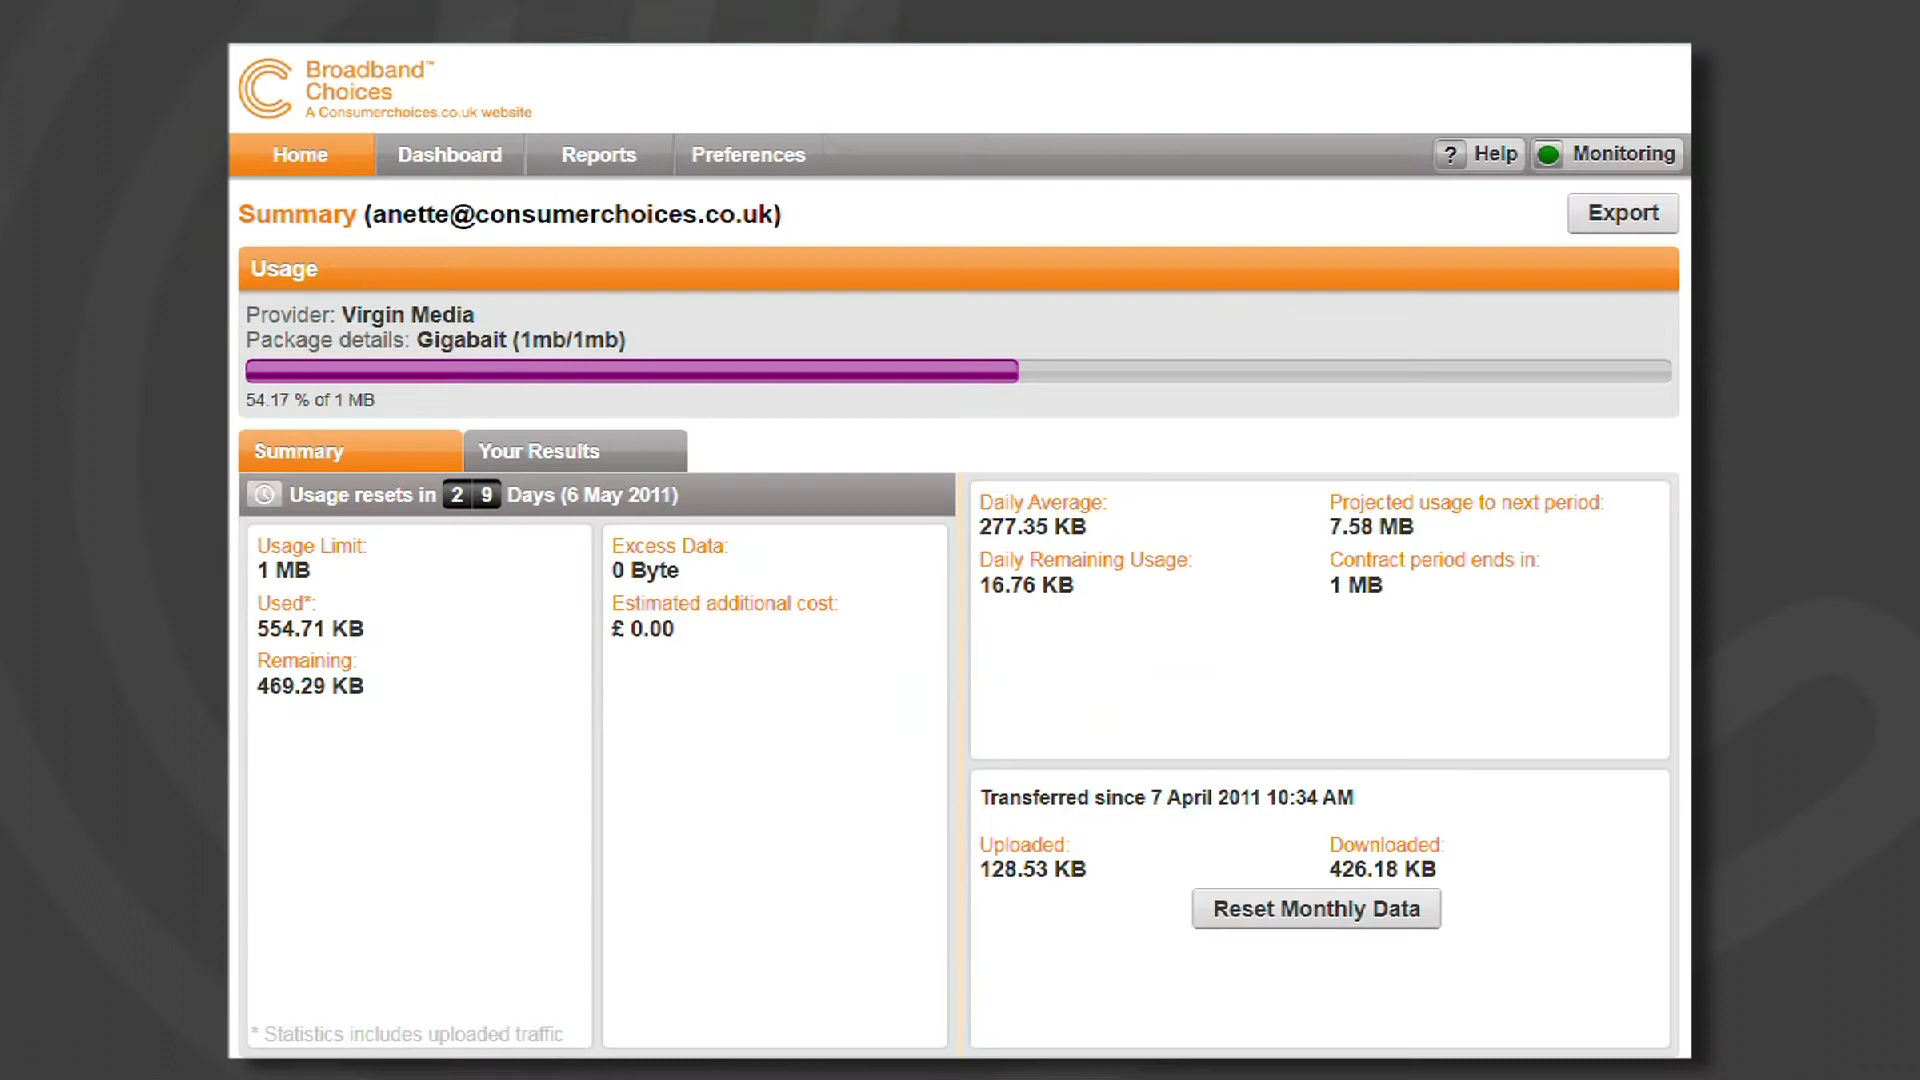 Broadband™
Choices
A Consumerchoices.co.uk website
Home Dashboard Reports Preferences ? Help Monitoring
Summary (anette@consumerchoices.co.uk) Export
Usage
Provider: Virgin Media
Package details: Gigabait (1mb/1mb)
54.17 % of 1 MB
Summary Your Results
Usage resets in 2 9 Days (6 May 2011)
Usage Limit:
1 MB
Used*:
554.71 KB
Remaining:
469.29 KB
* Statistics includes uploaded traffic
Excess Data:
0 Byte
Estimated additional cost:
£ 0.00
Daily Average: Projected usage to next period:
277.35 KB 7.58 MB
Daily Remaining Usage: Contract period ends in:
16.76 KB 1 MB
Transferred since 7 April 2011 10:34 AM
Uploaded: Downloaded:
128.53 KB 426.18 KB
Reset Monthly Data